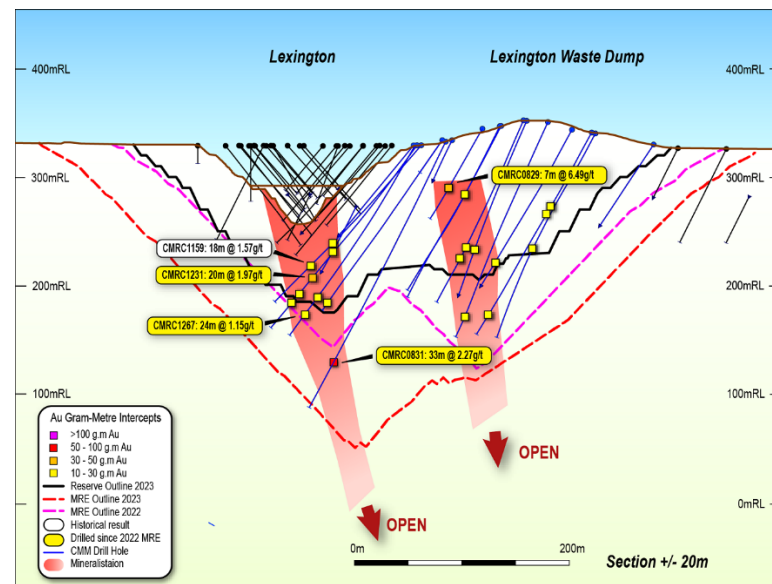 Lexington
Lexington Waste Dump
400mRL
400mRL
300mRL
300mRL
200mRL
200mRL
100mRL
100mRL
0mRL
CMRC0829: 7m @ 6.49g/t
CMRC1159: 18m @ 1.57g/t
CMRC1231: 20m @ 1.97g/t
CMRC1267: 24m @ 1.15g/t
CMRC0831: 33m @ 2.27g/t
OPEN
OPEN
Au Gram-Metre Intercepts
>100 g.m Au
50 - 100 g.m Au
30 - 50 g.m Au
10 - 30 g.m Au
Reserve Outline 2023
MRE Outline 2023
MRE Outline 2022
Historical result
Drilled since 2022 MRE
CMM Drill Hole
Mineralistaion
0m
200m
Section +/- 20m